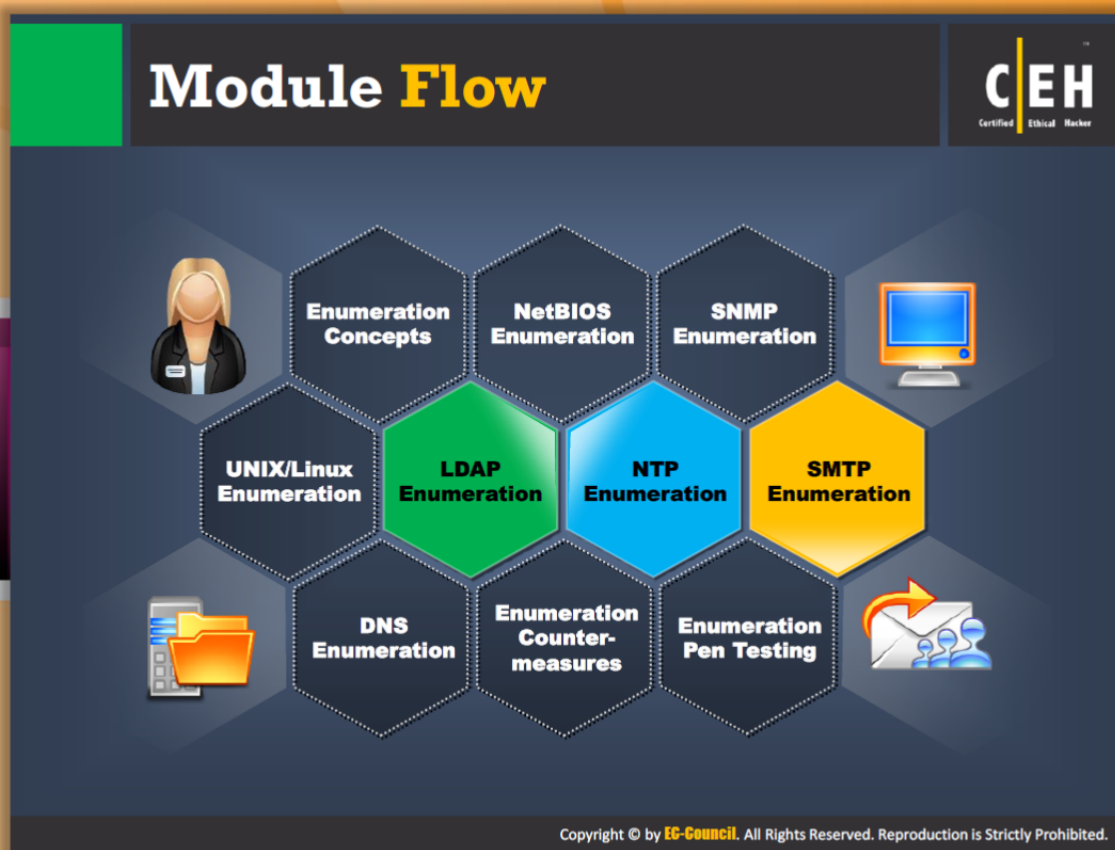 Module Flow
CEH
™
Certified Ethical Hacker
Enumeration
Concepts
NetBIOS
Enumeration
SNMP
Enumeration
UNIX/Linux
Enumeration
LDAP
Enumeration
NTP
Enumeration
SMTP
Enumeration
DNS
Enumeration
Enumeration
Counter-
measures
Enumeration
Pen Testing
Copyright © by EC-Council. All Rights Reserved. Reproduction is Strictly Prohibited.